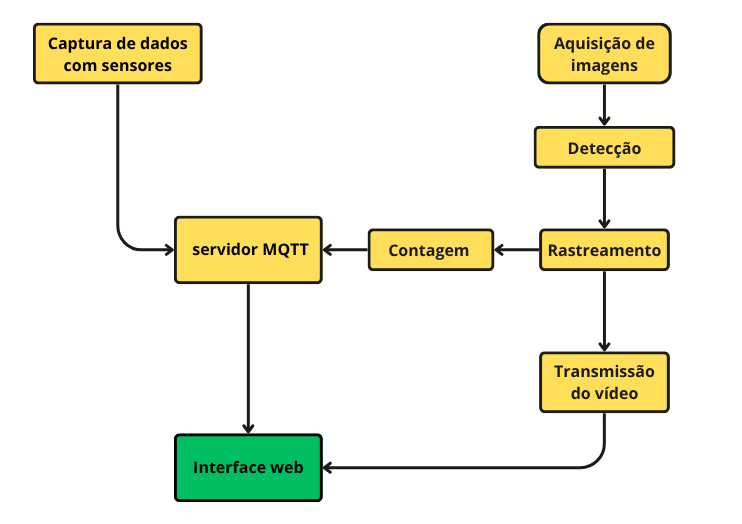 Captura de dados
com sensores
Aquisição de
imagens
Detecção
servidor MQTT
Contagem
Rastreamento
Transmissão
do vídeo
Interface web